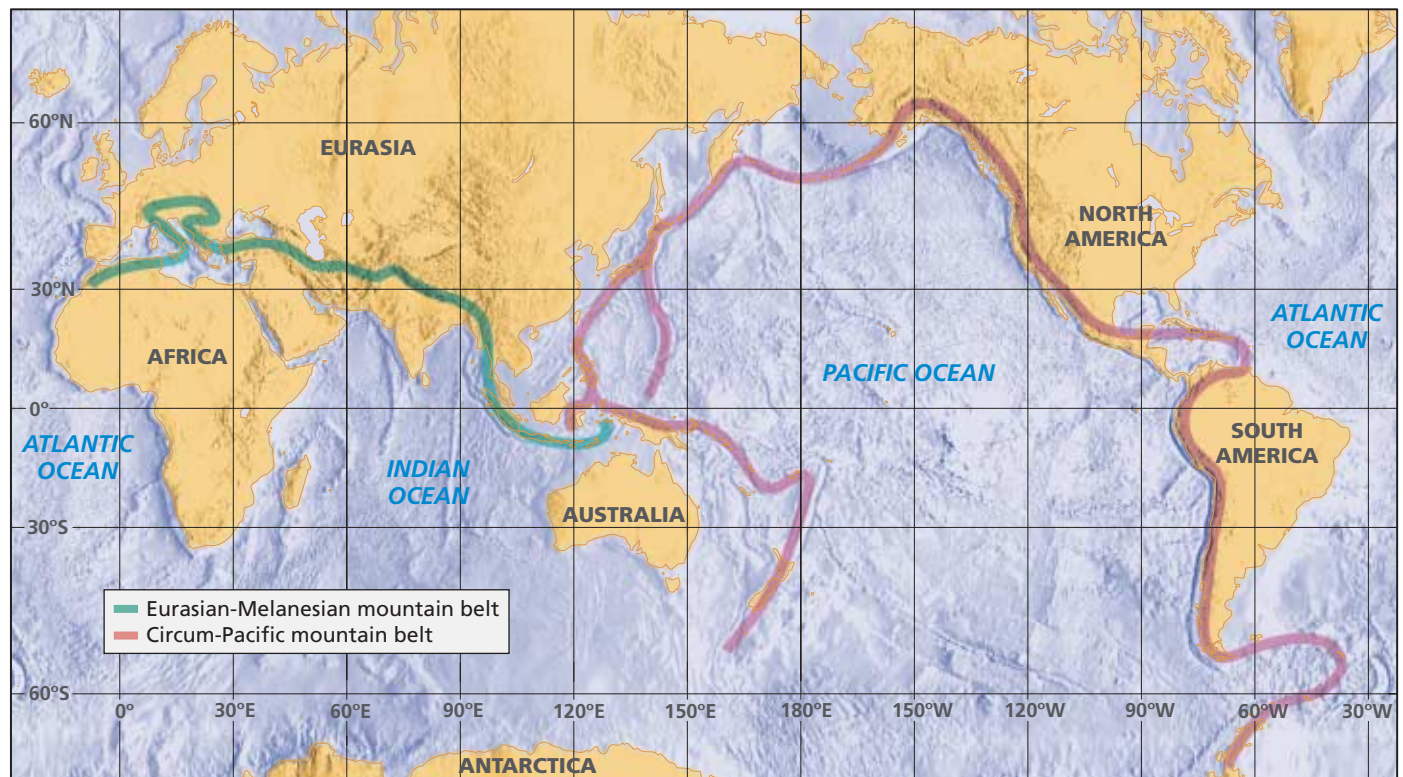 60°N
EURASIA
NORTH
AMERICA
30°N
ATLANTIC
OCEAN
AFRICA
PACIFIC OCEAN
0°
ATLANTIC
OCEAN
INDIAN
OCEAN
SOUTH
AMERICA
AUSTRALIA
30°S
Eurasian-Melanesian mountain belt
Circum-Pacific mountain belt
60°S
0° 30°E 60°E 90°E 120°E 150°E 180°E 150°W 120°W 90°W 60°W 30°W
ANTARCTICA